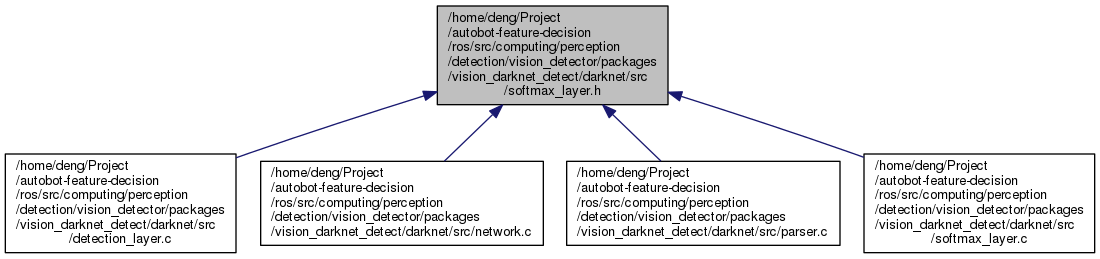 /home/deng/Project
/autobot-feature-decision
/ros/src/computing/perception
/detection/vision_detector/packages
/vision_darknet_detect/darknet/src
/softmax_layer.h
/home/deng/Project
/autobot-feature-decision
/ros/src/computing/perception
/detection/vision_detector/packages
/vision_darknet_detect/darknet/src
/detection_layer.c
/home/deng/Project
/autobot-feature-decision
/ros/src/computing/perception
/detection/vision_detector/packages
/vision_darknet_detect/darknet/src/network.c
/home/deng/Project
/autobot-feature-decision
/ros/src/computing/perception
/detection/vision_detector/packages
/vision_darknet_detect/darknet/src/parser.c
/home/deng/Project
/autobot-feature-decision
/ros/src/computing/perception
/detection/vision_detector/packages
/vision_darknet_detect/darknet/src
/softmax_layer.c